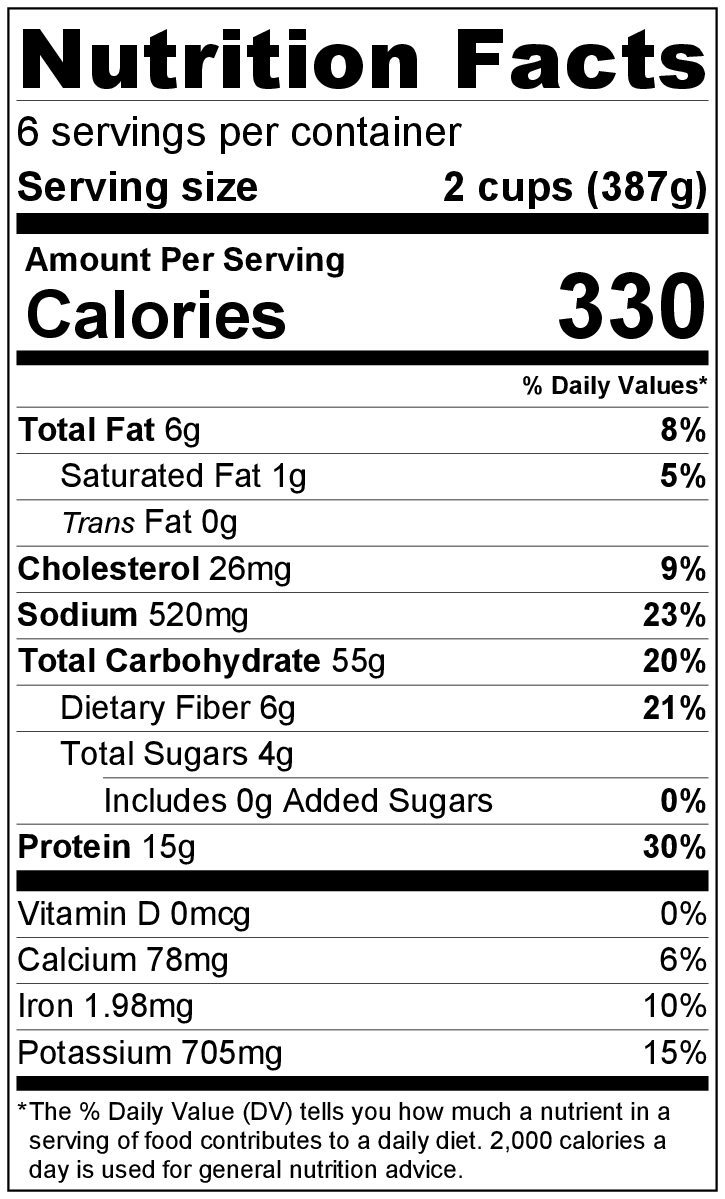 Nutrition Facts
6 servings per container
Serving size 2 cups (387g)
Amount Per Serving
Calories 330
% Daily Values*
Total Fat 6g 8%
Saturated Fat 1g 5%
Trans Fat 0g
Cholesterol 26mg 9%
Sodium 520mg 23%
Total Carbohydrate 55g 20%
Dietary Fiber 6g 21%
Total Sugars 4g
Includes 0g Added Sugars 0%
Protein 15g 30%
Vitamin D 0mcg 0%
Calcium 78mg 6%
Iron 1.98mg 10%
Potassium 705mg 15%
*The % Daily Value (DV) tells you how much a nutrient in a
serving of food contributes to a daily diet. 2,000 calories a
day is used for general nutrition advice.